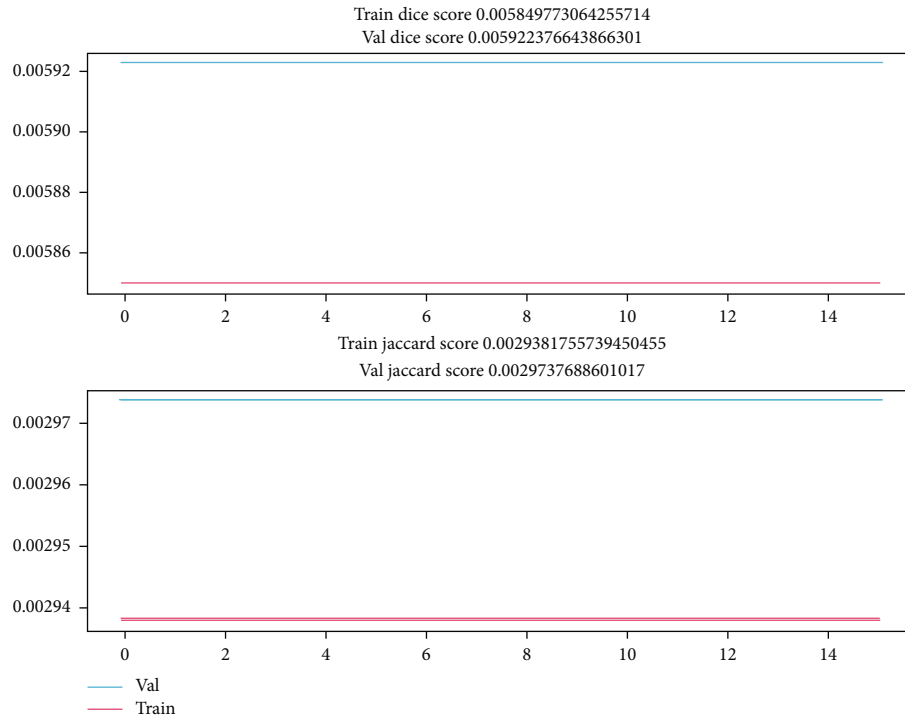 Train dice score 0.005849773064255714
Val dice score 0.005922376643866301
0.00592
0.00590
0.00588
0.00586
0 2 4 6 8 10 12 14
Train jaccard score 0.0029381755739450455
Val jaccard score 0.0029737688601017
0.00297
0.00296
0.00295
0.00294
0 2 4 6 8 10 12 14
Val
Train